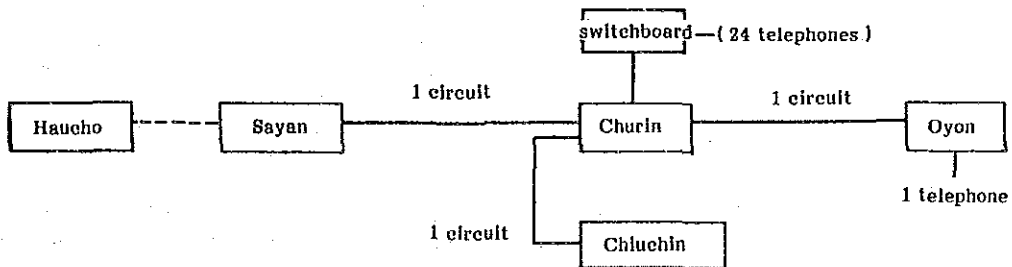 switchboard—(24 telephones)
1 circuit
1 circuit
Haucho
Sayan
Churin
Oyon
1 telephone
1 circuit
Chiuchin